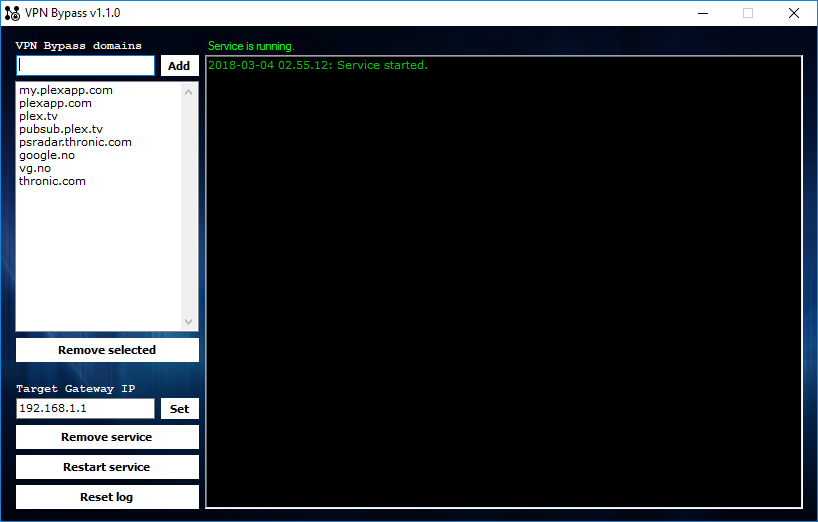 VPN Bypass v1.1.0
VPN Bypass domains
Add
my.plexapp.com
plexapp.com
plex.tv
pubsub.plex.tv
psradar.thronic.com
google.no
vg.no
thronic.com
Remove selected
Target Gateway IP
192.168.1.1
Set
Remove service
Restart service
Reset log
Service is running.
2018-03-04 02.55.12: Service started.